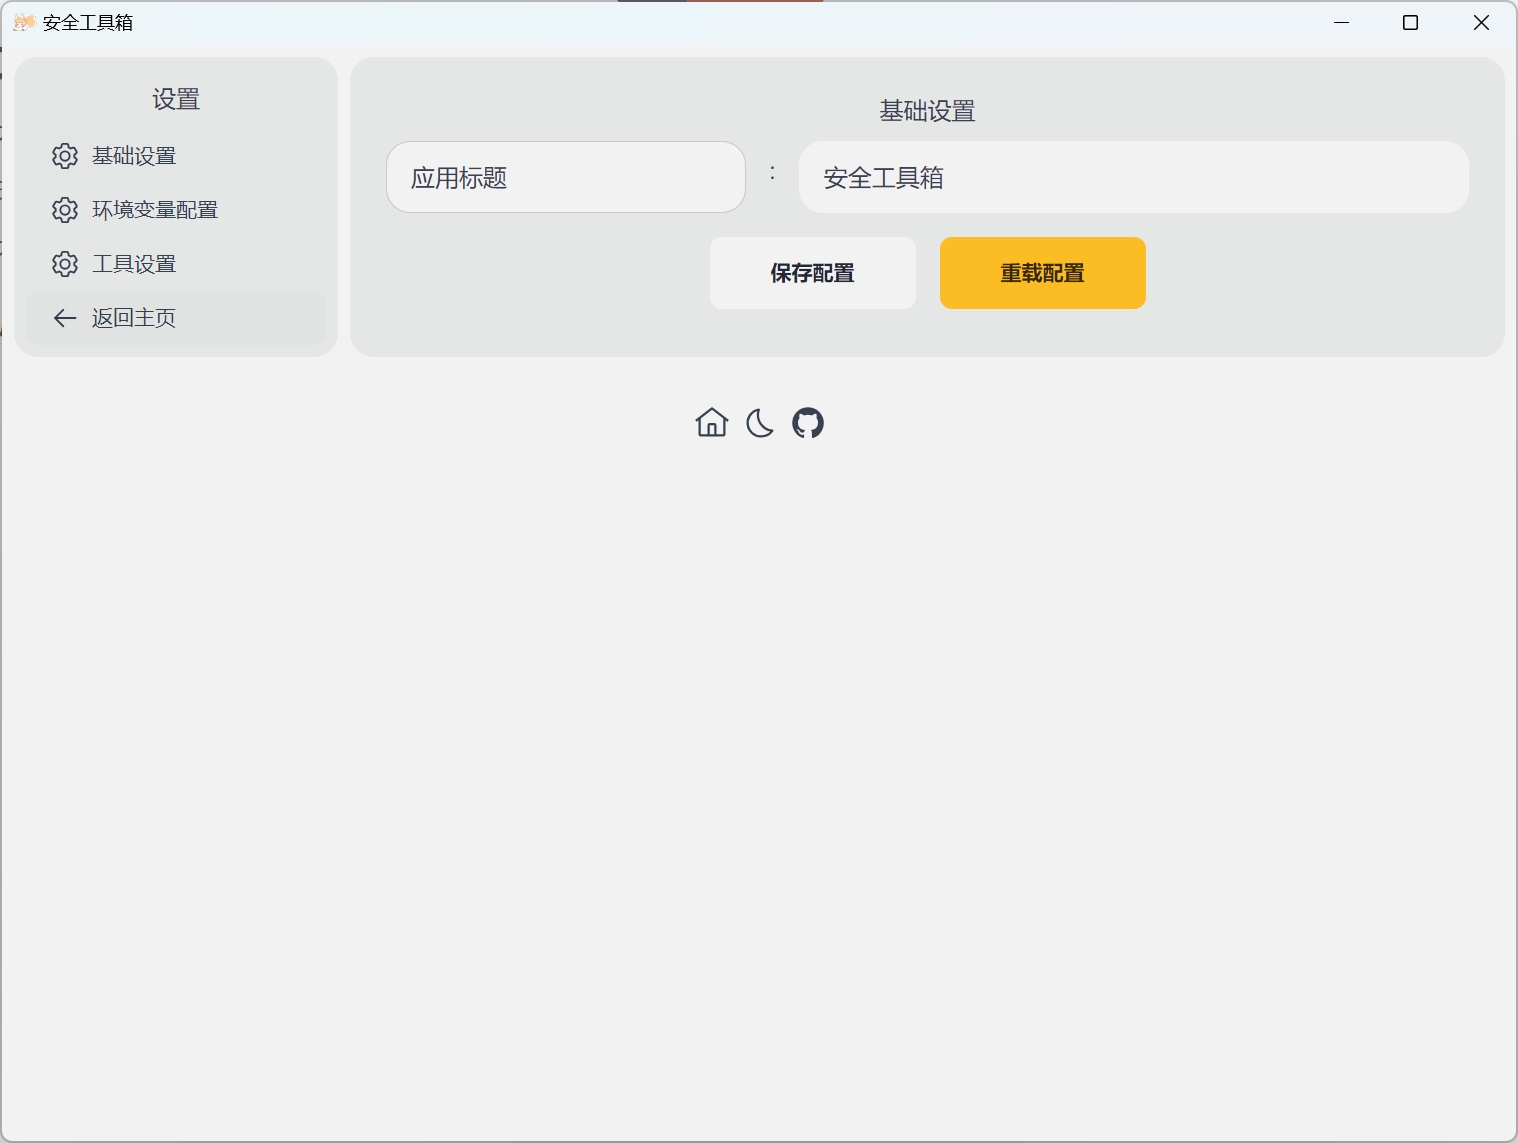 安全工具箱
设置
基础设置
环境变量配置
工具设置
返回主页
基础设置
应用标题 : 安全工具箱
保存配置 重载配置